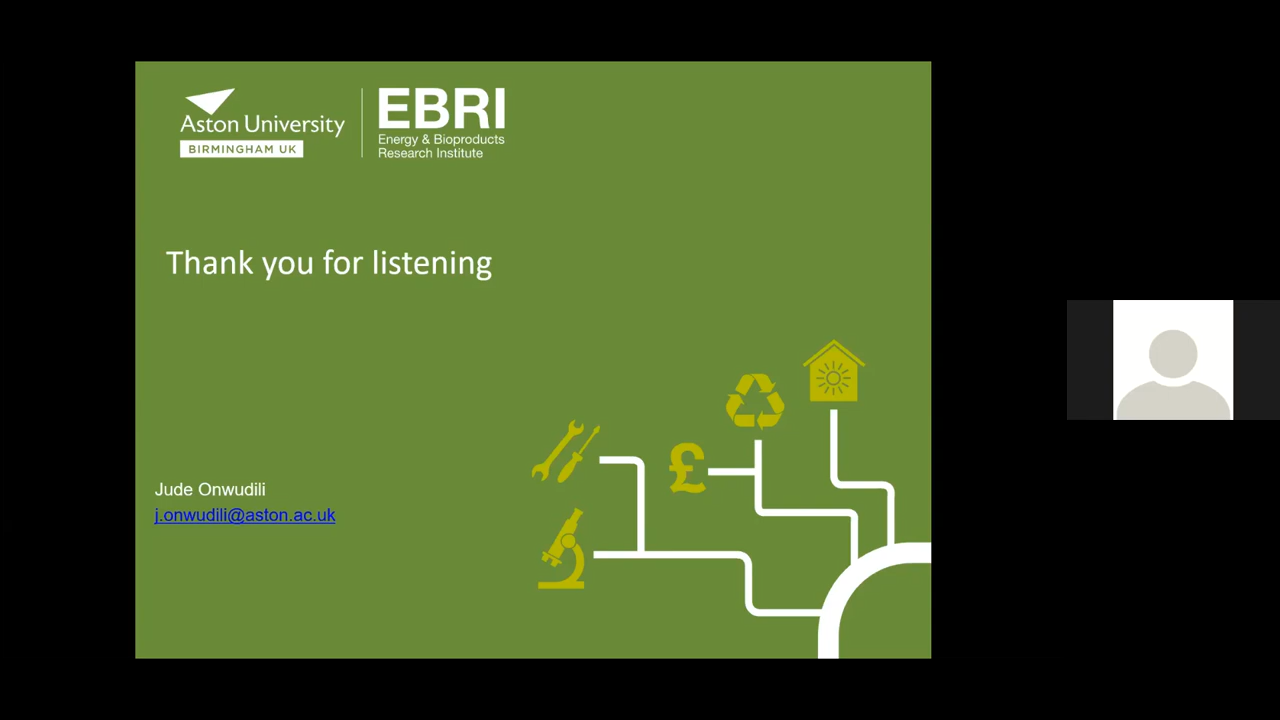 Aston University
BIRMINGHAM UK
EBRI
Energy & Bioproducts
Research Institute
Thank you for listening
£
Jude Onwudili
j.onwudili@aston.ac.uk